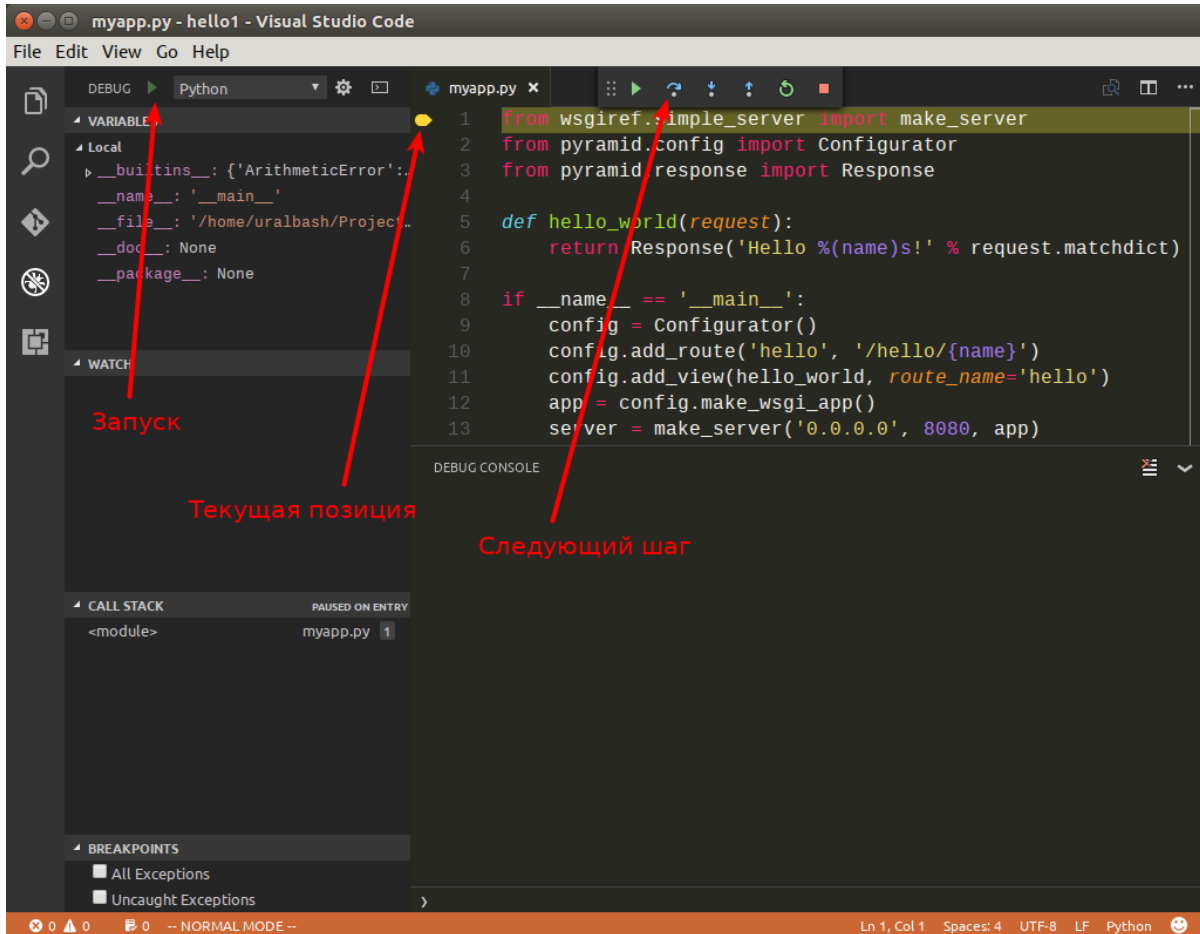 myapp.py - hello1 - Visual Studio Code
File Edit View Go Help
DEBUG Python
VARIABLES
Local
__builtins__: {'ArithmeticError':…
__name__: '__main__'
__file__: '/home/uralbash/Project…
__doc__: None
__package__: None
WATCH
Запуск
Текущая позиция
CALL STACK PAUSED ON ENTRY
<module> myapp.py 1
BREAKPOINTS
All Exceptions
Uncaught Exceptions
myapp.py
1 from wsgiref.simple_server import make_server
2 from pyramid.config import Configurator
3 from pyramid.response import Response
4
5 def hello_world(request):
6     return Response('Hello %(name)s!' % request.matchdict)
7
8 if __name__ == '__main__':
9     config = Configurator()
10     config.add_route('hello', '/hello/{name}')
11     config.add_view(hello_world, route_name='hello')
12     app = config.make_wsgi_app()
13     server = make_server('0.0.0.0', 8080, app)
DEBUG CONSOLE
Следующий шаг
0 0 0 -- NORMAL MODE -- Ln 1, Col 1 Spaces: 4 UTF-8 LF Python